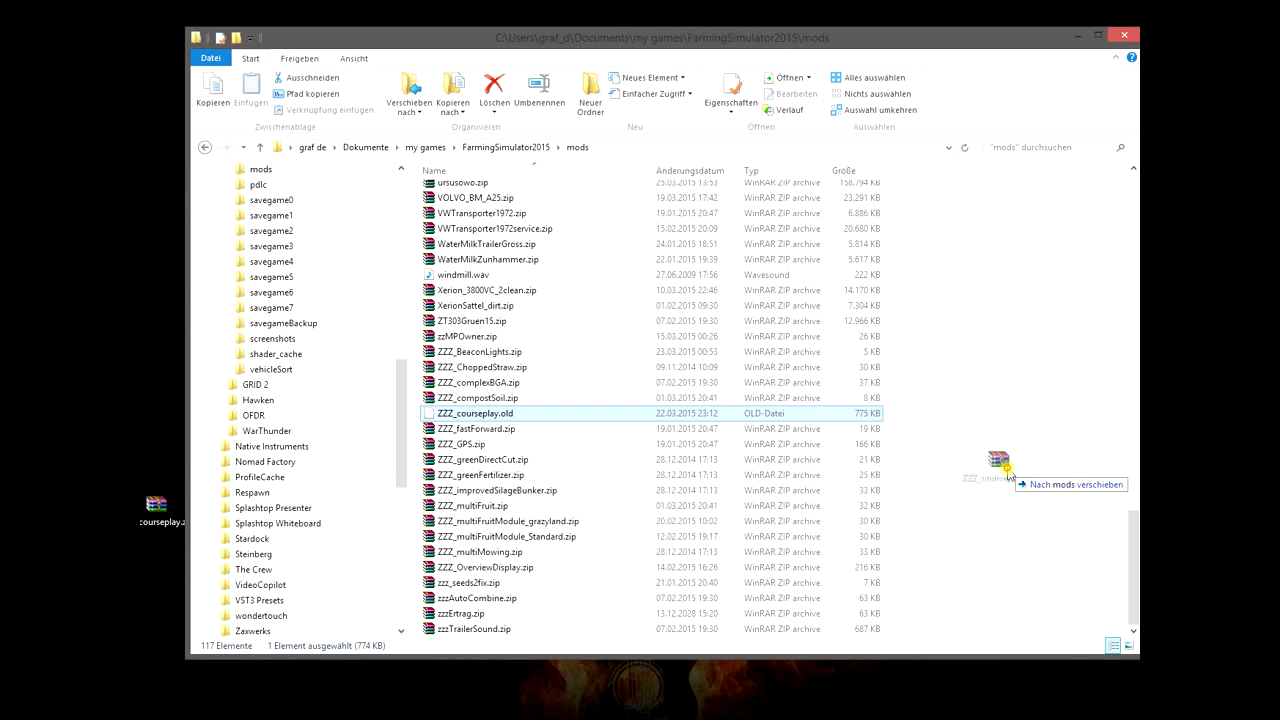 C:\Users\graf_d\Documents\my games\FarmingSimulator2015\mods
Datei Start Freigeben Ansicht
Kopieren Einfügen
Ausschneiden
Pfad kopieren
Verknüpfung einfügen
Zwischenablage
Verschieben nach Kopieren nach Löschen Umbenennen
Organisieren
Neuer Ordner
Neues Element
Einfacher Zugriff
Neu
Eigenschaften
Öffnen
Bearbeiten
Verlauf
Öffnen
Alles auswählen
Nichts auswählen
Auswahl umkehren
Auswählen
graf de Dokumente my games FarmingSimulator2015 mods
"mods" durchsuchen
mods
pdlc
savegame0
savegame1
savegame2
savegame3
savegame4
savegame5
savegame6
savegame7
savegameBackup
screenshots
shader_cache
vehicleSort
GRID 2
Hawken
OFDR
WarThunder
Native Instruments
Nomad Factory
ProfileCache
Respawn
Splashtop Presenter
Splashtop Whiteboard
Stardock
Steinberg
The Crew
VideoCopilot
VST3 Presets
wondertouch
Zaxwerks
Name Änderungsdatum Typ Größe
ursusowo.zip 25.03.2015 13:53 WinRAR ZIP archive 158.794 KB
VOLVO_BM_A25.zip 19.03.2015 17:42 WinRAR ZIP archive 23.291 KB
VWTransporter1972.zip 19.01.2015 20:47 WinRAR ZIP archive 6.886 KB
VWTransporter1972service.zip 15.02.2015 20:09 WinRAR ZIP archive 20.680 KB
WaterMilkTrailerGross.zip 24.01.2015 18:51 WinRAR ZIP archive 5.814 KB
WaterMilkZunhammer.zip 22.01.2015 19:39 WinRAR ZIP archive 5.617 KB
windmill.wav 27.06.2009 17:56 Wavesound 222 KB
Xerion_3800VC_2clean.zip 10.03.2015 22:46 WinRAR ZIP archive 14.170 KB
XerionSattel_dirt.zip 01.02.2015 09:30 WinRAR ZIP archive 7.304 KB
ZT303Gruen15.zip 07.02.2015 19:30 WinRAR ZIP archive 12.966 KB
zzMPOwner.zip 15.03.2015 00:26 WinRAR ZIP archive 26 KB
ZZZ_BeaconLights.zip 23.03.2015 00:53 WinRAR ZIP archive 5 KB
ZZZ_ChoppedStraw.zip 09.11.2014 10:09 WinRAR ZIP archive 30 KB
ZZZ_complexBGA.zip 07.02.2015 19:30 WinRAR ZIP archive 37 KB
ZZZ_compostSoil.zip 01.03.2015 20:41 WinRAR ZIP archive 8 KB
ZZZ_courseplay.old 22.03.2015 23:12 OLD-Datei 775 KB
ZZZ_fastForward.zip 19.01.2015 20:47 WinRAR ZIP archive 19 KB
ZZZ_GPS.zip 19.01.2015 20:47 WinRAR ZIP archive 166 KB
ZZZ_greenDirectCut.zip 28.12.2014 17:13 WinRAR ZIP archive 21 KB
ZZZ_greenFertilizer.zip 28.12.2014 17:13 WinRAR ZIP archive 25 KB
ZZZ_improvedSilageBunker.zip 28.12.2014 17:13 WinRAR ZIP archive 33 KB
ZZZ_multiFruit.zip 01.03.2015 20:41 WinRAR ZIP archive 32 KB
ZZZ_multiFruitModule_grazyland.zip 20.02.2015 10:02 WinRAR ZIP archive 30 KB
ZZZ_multiFruitModule_Standard.zip 12.02.2015 19:17 WinRAR ZIP archive 30 KB
ZZZ_multiMowing.zip 28.12.2014 17:13 WinRAR ZIP archive 33 KB
ZZZ_OverviewDisplay.zip 14.02.2015 16:26 WinRAR ZIP archive 216 KB
zzz_seeds2fix.zip 21.01.2015 20:40 WinRAR ZIP archive 7 KB
zzzAutoCombine.zip 07.02.2015 19:30 WinRAR ZIP archive 63 KB
zzzErtrag.zip 13.12.2028 15:20 WinRAR ZIP archive 63 KB
zzzTrailerSound.zip 07.02.2015 19:30 WinRAR ZIP archive 687 KB
Nach mods verschieben
courseplay.z
117 Elemente 1 Element ausgewählt (774 KB)